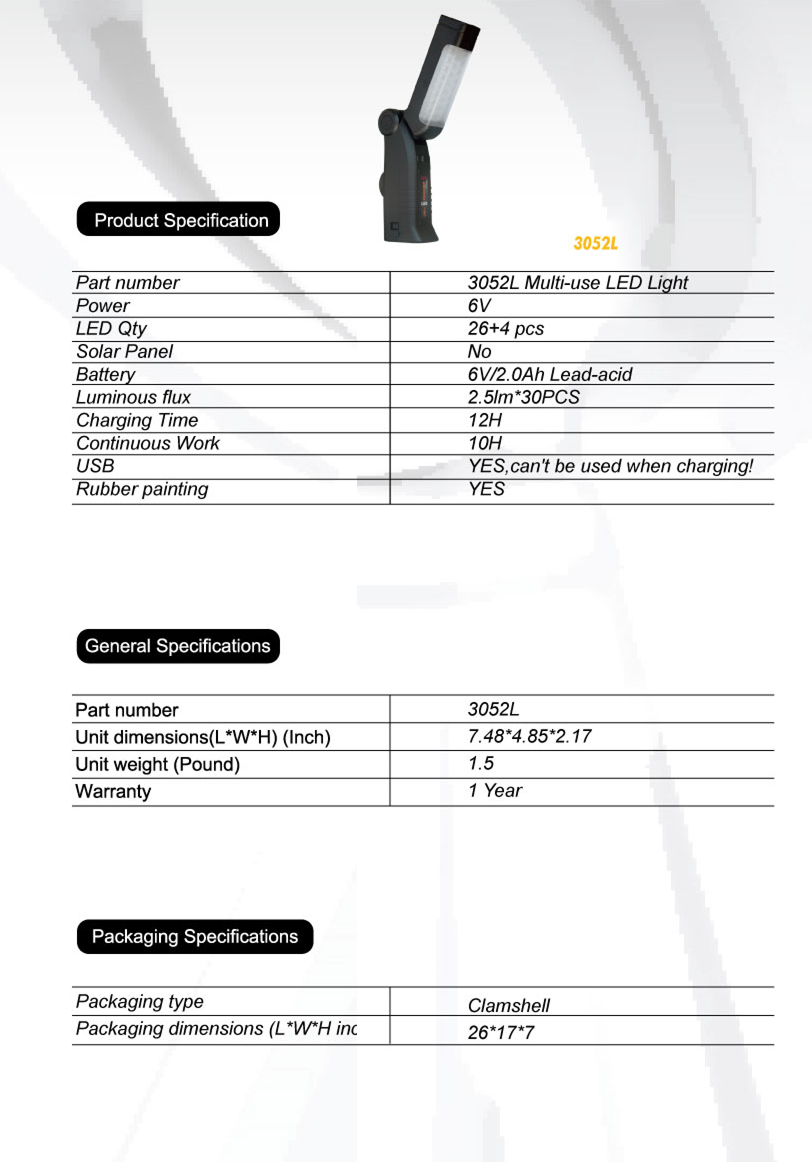 Product Specification
3052L
Part number 3052L Multi-use LED Light
Power 6V
LED Qty 26+4 pcs
Solar Panel No
Battery 6V/2.0Ah Lead-acid
Luminous flux 2.5lm*30PCS
Charging Time 12H
Continuous Work 10H
USB YES,can't be used when charging!
Rubber painting YES
General Specifications
Part number 3052L
Unit dimensions(L*W*H) (Inch) 7.48*4.85*2.17
Unit weight (Pound) 1.5
Warranty 1 Year
Packaging Specifications
Packaging type Clamshell
Packaging dimensions (L*W*H inc 26*17*7